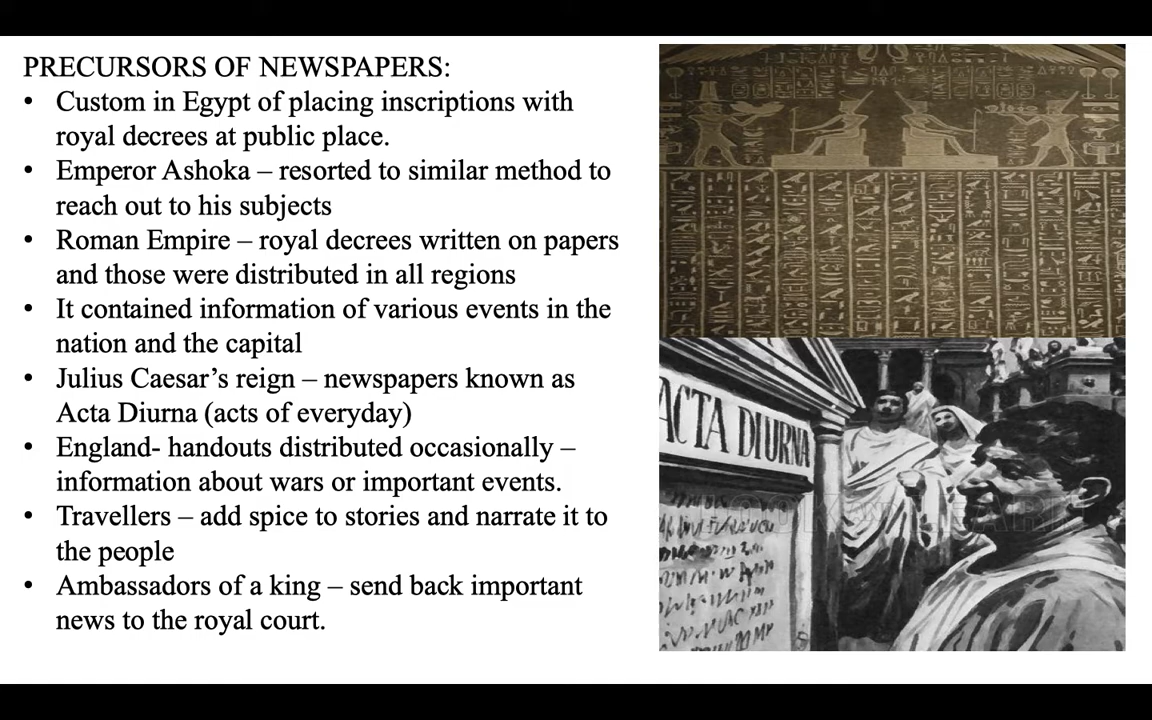 PRECURSORS OF NEWSPAPERS:
• Custom in Egypt of placing inscriptions with
royal decrees at public place.
• Emperor Ashoka – resorted to similar method to
reach out to his subjects
• Roman Empire – royal decrees written on papers
and those were distributed in all regions
• It contained information of various events in the
nation and the capital
• Julius Caesar’s reign – newspapers known as
Acta Diurna (acts of everyday)
• England- handouts distributed occasionally –
information about wars or important events.
• Travellers – add spice to stories and narrate it to
the people
• Ambassadors of a king – send back important
news to the royal court.
ACTA DIURNA